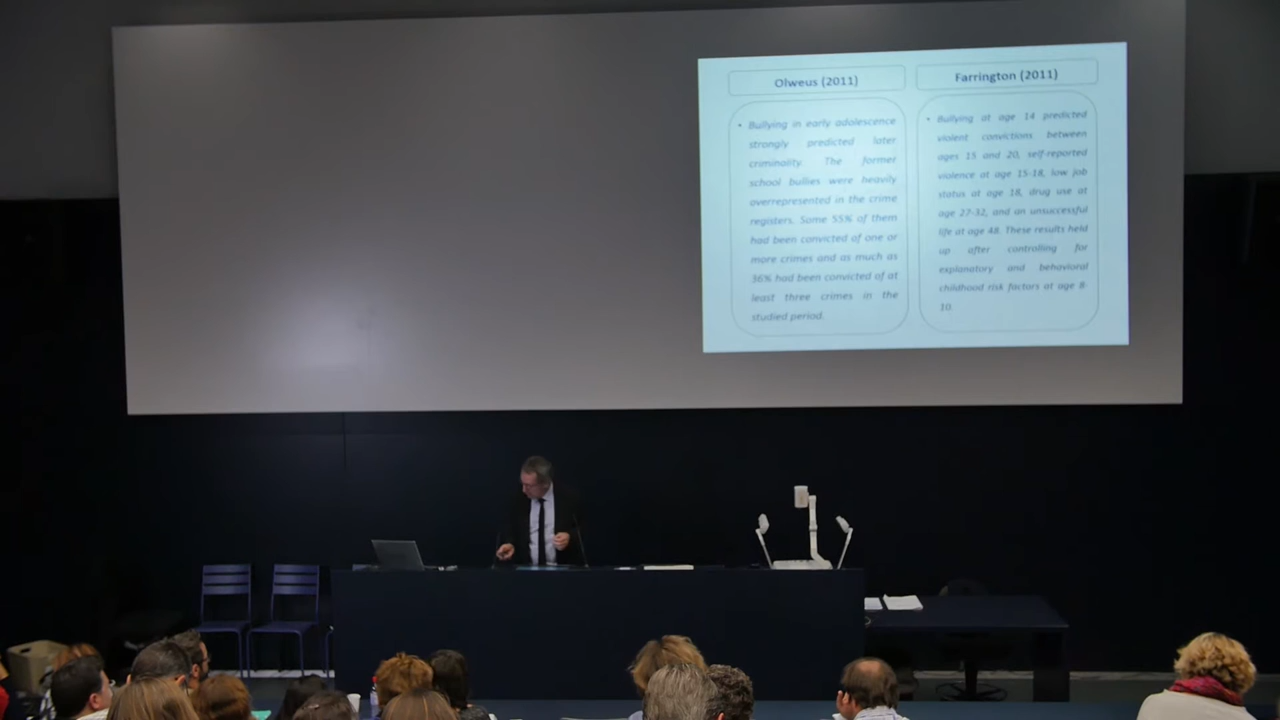 Olweus (2011)
• Bullying in early adolescence
strongly predicted later
criminality. The former
school bullies were heavily
overrepresented in the crime
registers. Some 55% of them
had been convicted of one or
more crimes and as much as
36% had been convicted of at
least three crimes in the
studied period.
Farrington (2011)
• Bullying at age 14 predicted
violent convictions between
ages 15 and 20, self-reported
violence at age 15-18, low job
status at age 18, drug use at
age 27-32, and an unsuccessful
life at age 48. These results held
up after controlling for
explanatory and behavioral
childhood risk factors at age 8-
10.